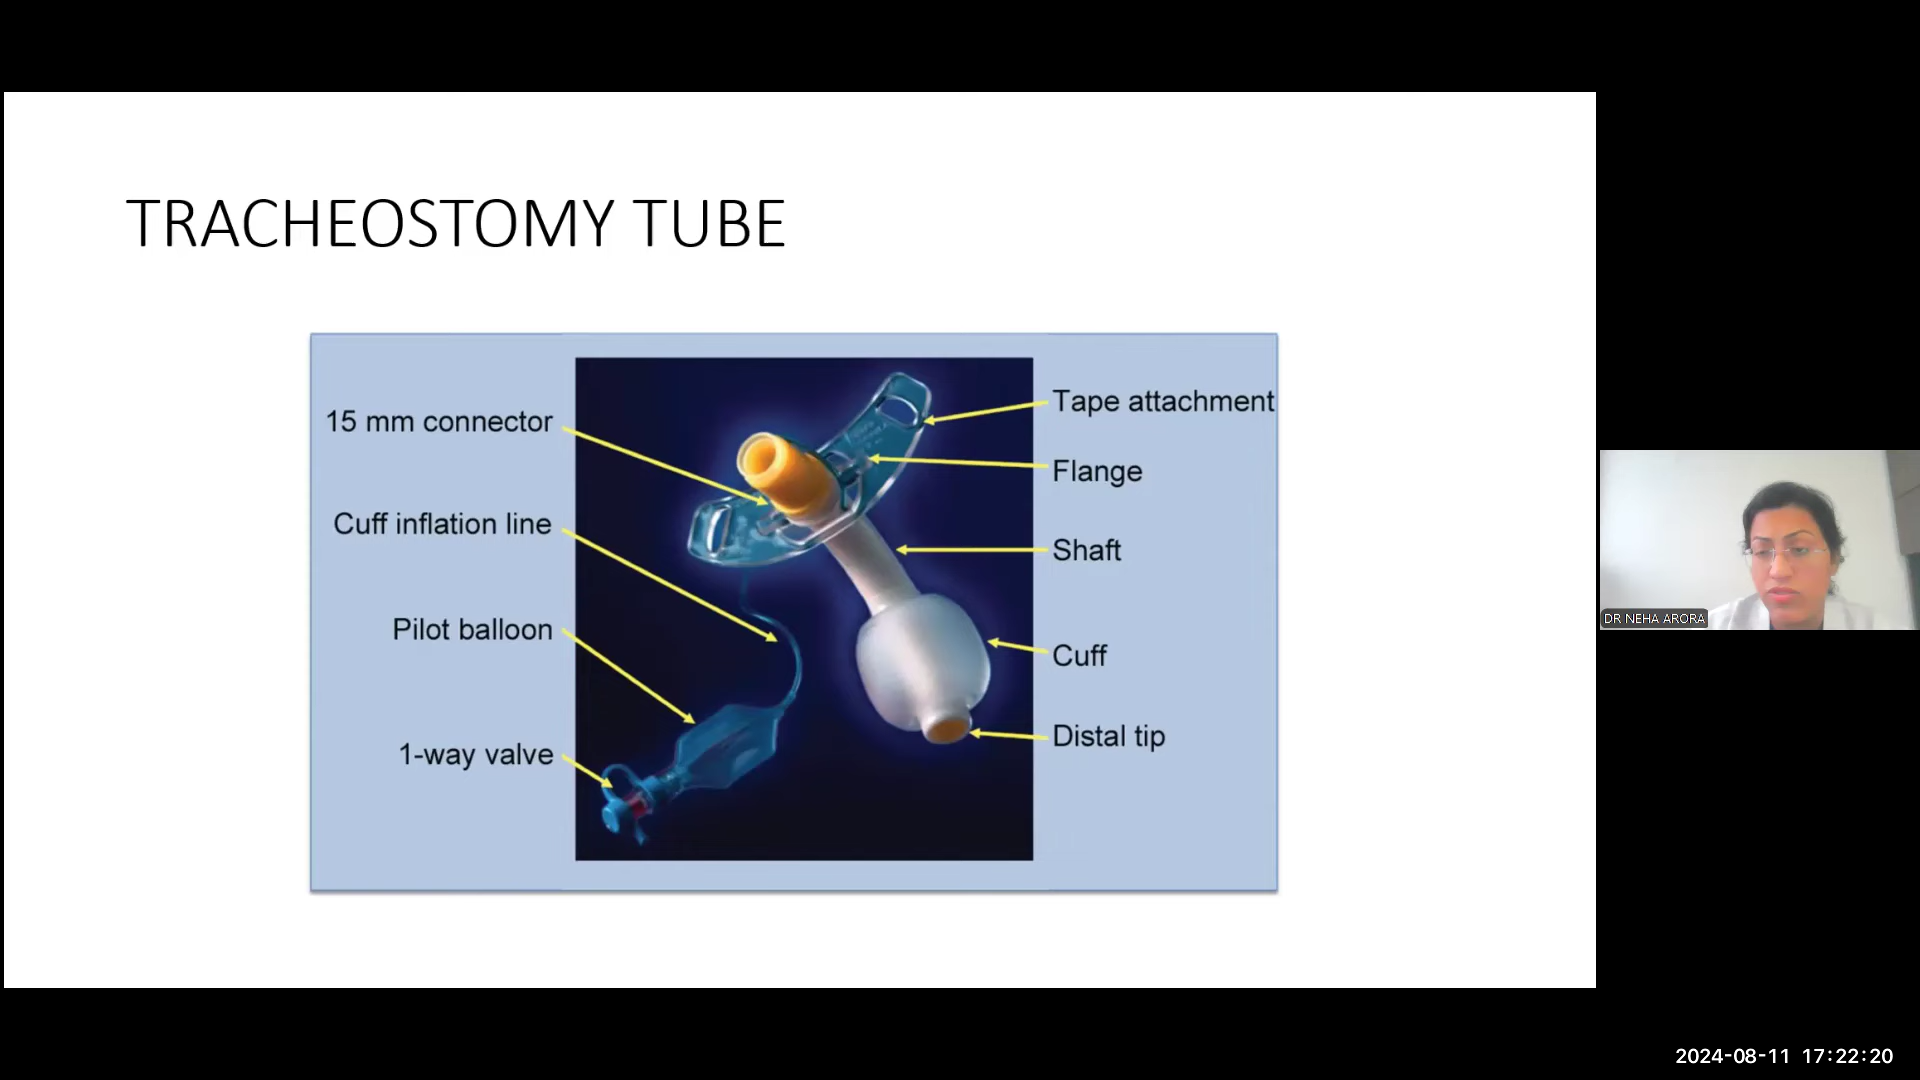 TRACHEOSTOMY TUBE
15 mm connector
Cuff inflation line
Pilot balloon
1-way valve
Tape attachment
Flange
Shaft
Cuff
Distal tip
DR NEHA ARORA
2024-08-11 17:22:20